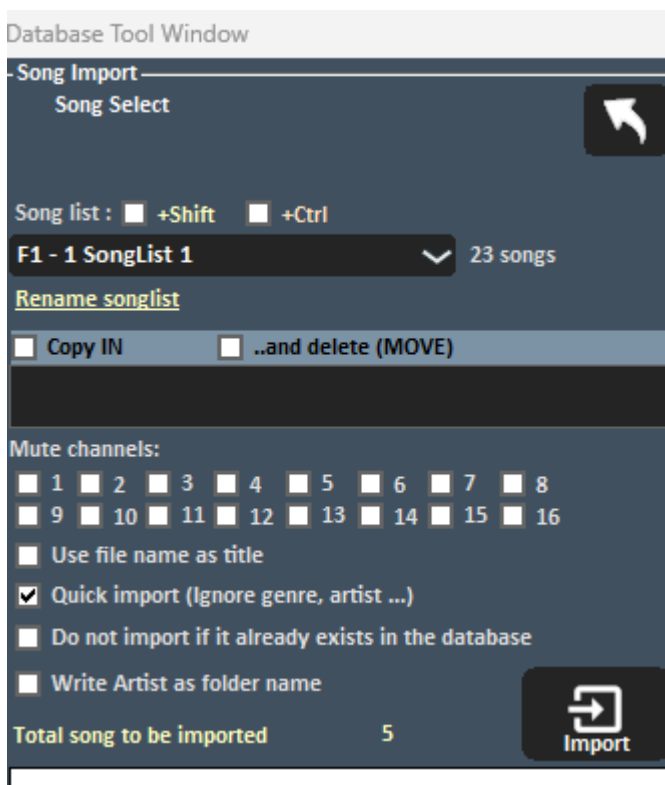 Database Tool Window
Song Import
Song Select
Song list : +Shift +Ctrl
F1 - 1 SongList 1 23 songs
Rename songlist
Copy IN ..and delete (MOVE)
Mute channels:
1 2 3 4 5 6 7 8
9 10 11 12 13 14 15 16
Use file name as title
Quick import (Ignore genre, artist ...)
Do not import if it already exists in the database
Write Artist as folder name
Total song to be imported 5
Import